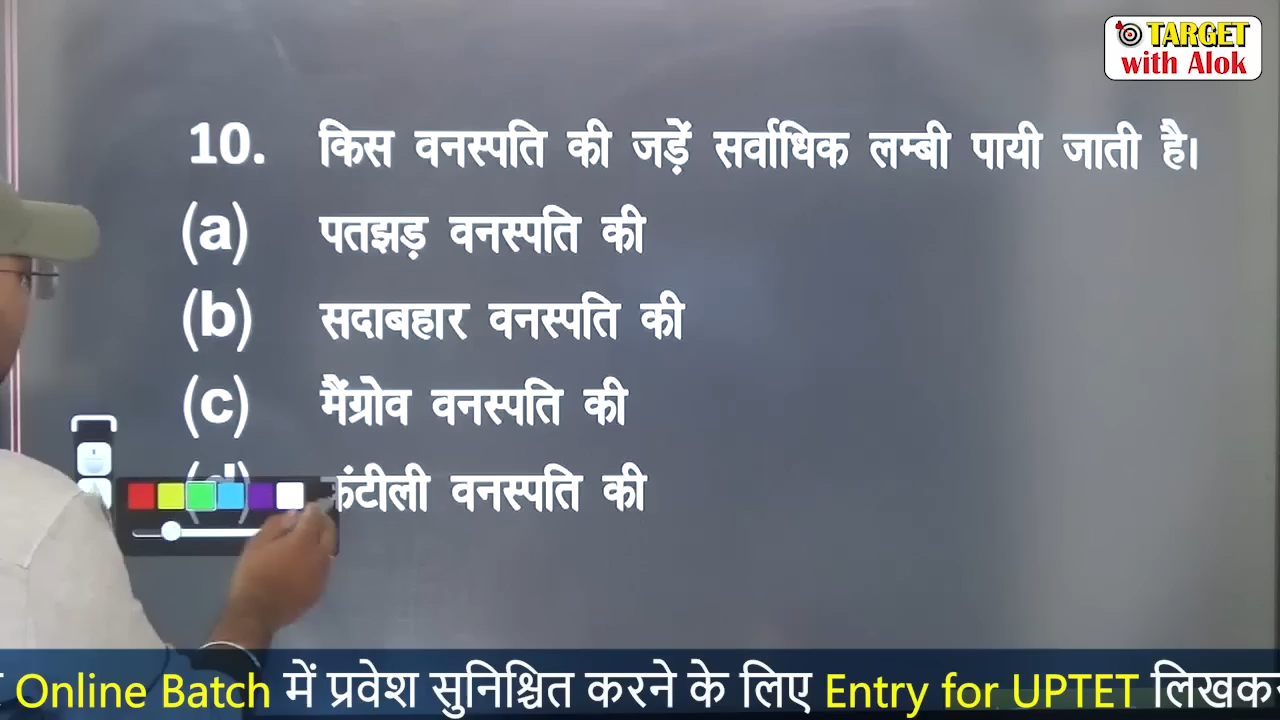 TARGET
with Alok
10. किस वनस्पति की जड़ें सर्वाधिक लम्बी पायी जाती है।
(a) पतझड़ वनस्पति की
(b) सदाबहार वनस्पति की
(c) मैंग्रोव वनस्पति की
(d) कंटीली वनस्पति की
Online Batch में प्रवेश सुनिश्चित करने के लिए Entry for UPTET